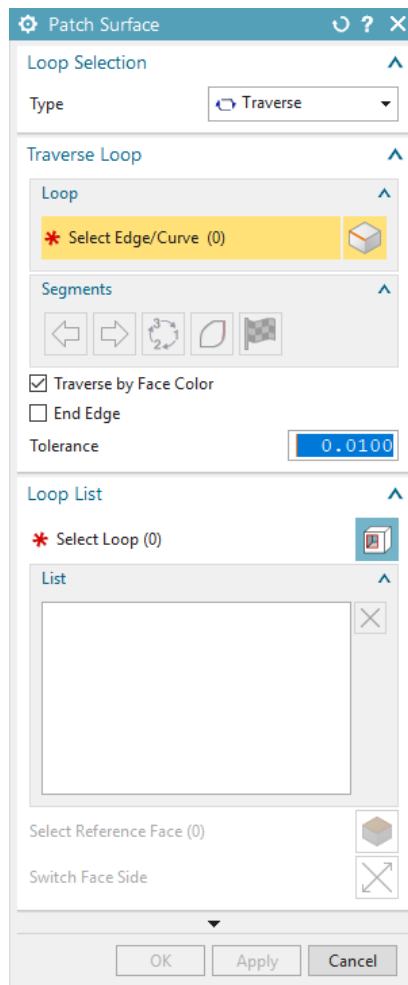 Patch Surface
Loop Selection
Type Traverse
Traverse Loop
Loop
* Select Edge/Curve (0)
Segments
Traverse by Face Color
End Edge
Tolerance 0.0100
Loop List
* Select Loop (0)
List
Select Reference Face (0)
Switch Face Side
OK Apply Cancel